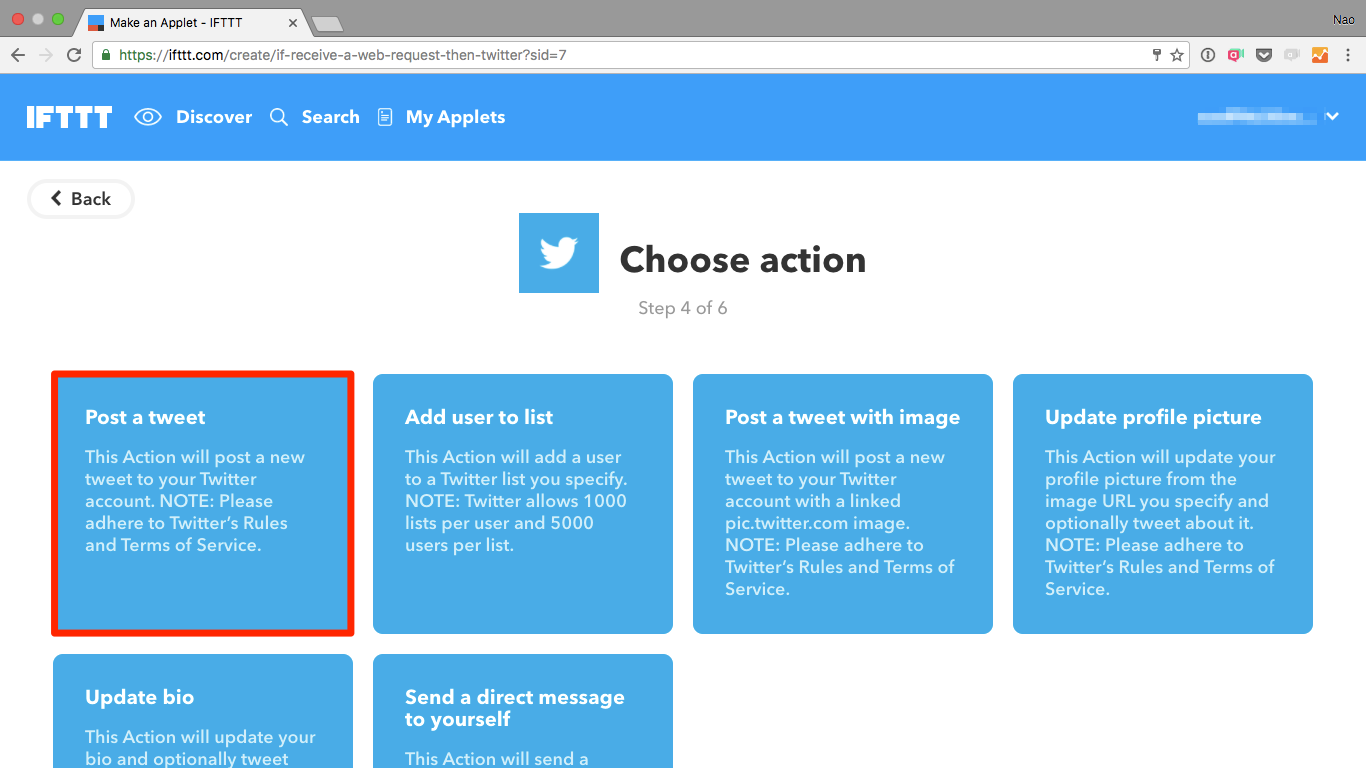 Make an Applet - IFTTT
Nao
https://ifttt.com/create/if-receive-a-web-request-then-twitter?sid=7
IFTTT Discover Search My Applets
Back
Choose action
Step 4 of 6
Post a tweet
This Action will post a new
tweet to your Twitter
account. NOTE: Please
adhere to Twitter's Rules
and Terms of Service.
Add user to list
This Action will add a user
to a Twitter list you specify.
NOTE: Twitter allows 1000
lists per user and 5000
users per list.
Post a tweet with image
This Action will post a new
tweet to your Twitter
account with a linked
pic.twitter.com image.
NOTE: Please adhere to
Twitter's Rules and Terms of
Service.
Update profile picture
This Action will update your
profile picture from the
image URL you specify and
optionally tweet about it.
NOTE: Please adhere to
Twitter's Rules and Terms of
Service.
Update bio
This Action will update your
bio and optionally tweet
Send a direct message
to yourself
This Action will send a